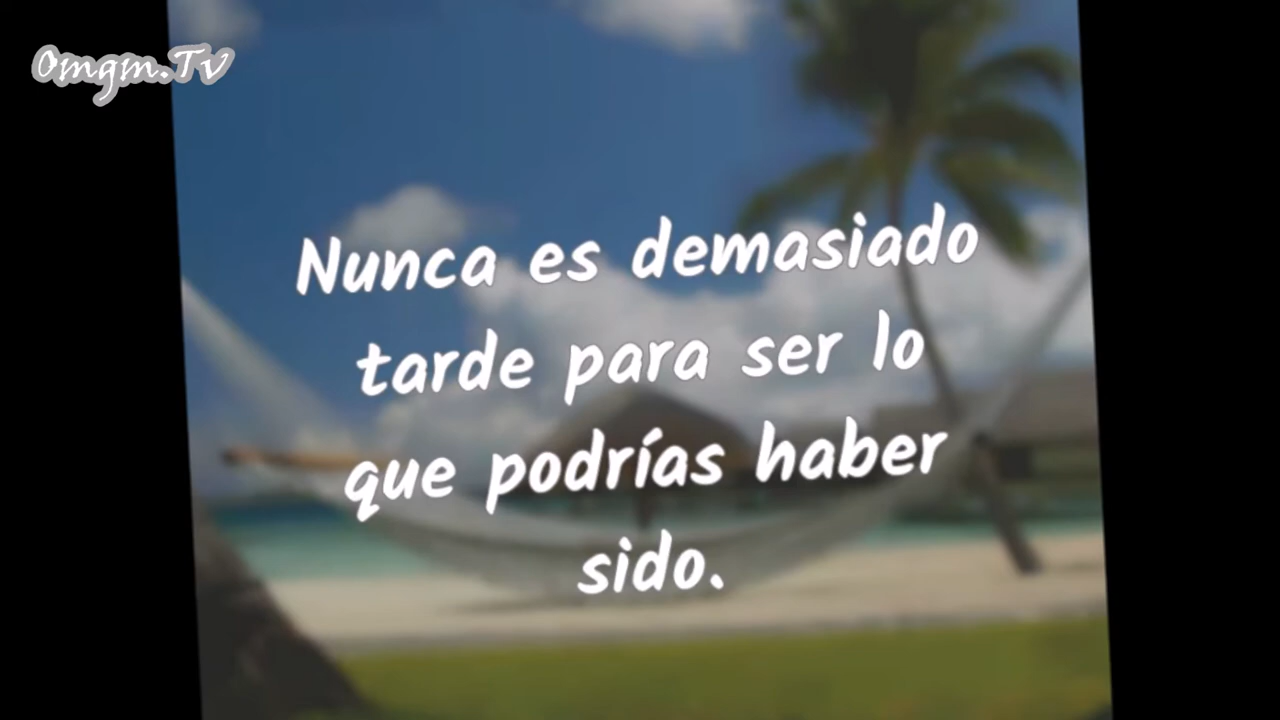 Omgm.Tv
Nunca es demasiado
tarde para ser lo
que podrías haber
sido.